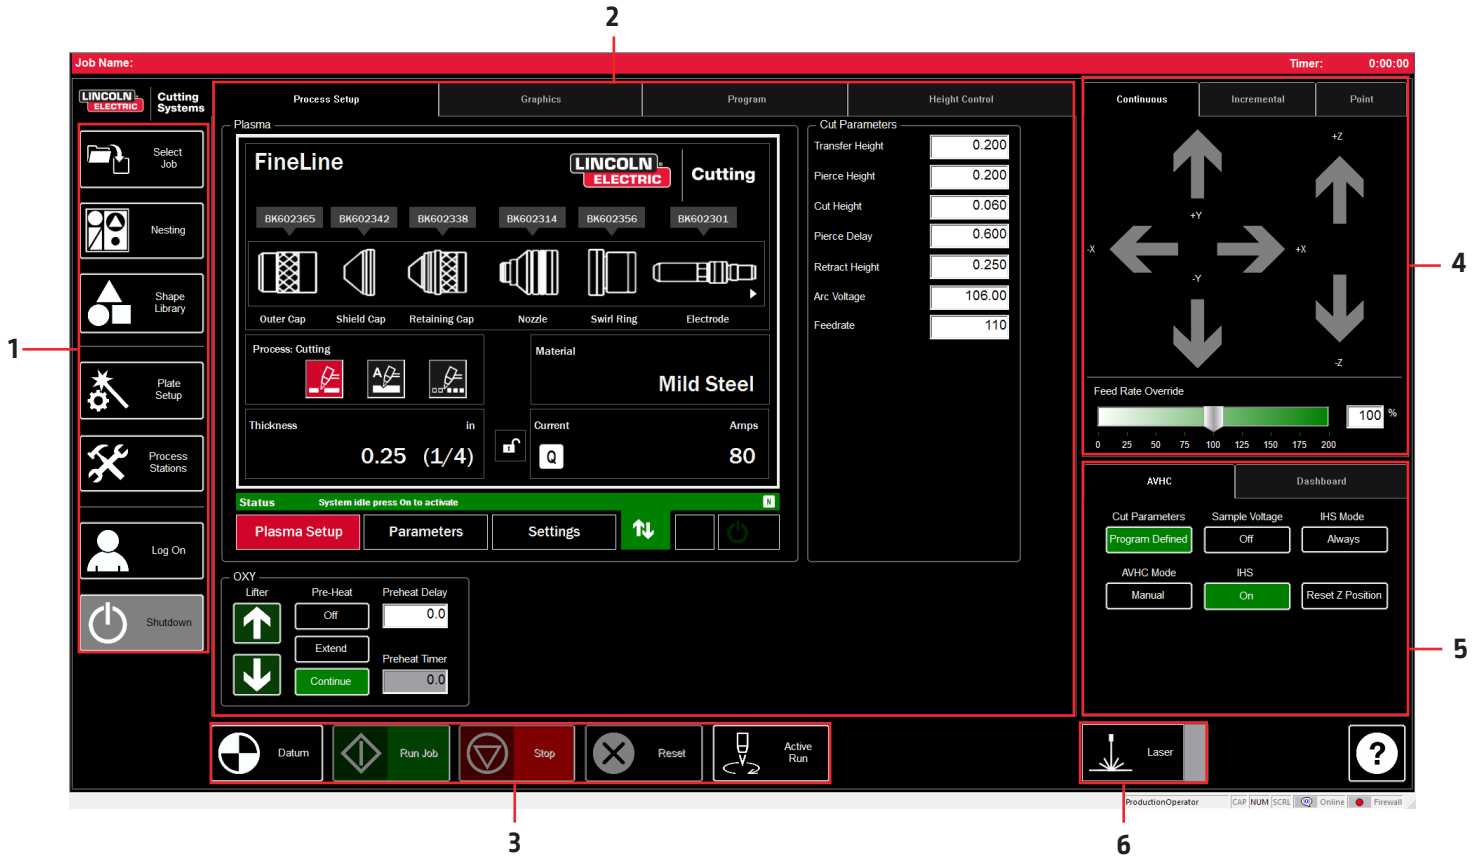 2
Job Name:
Timer: 0:00:00
LINCOLN ELECTRIC Cutting Systems
Process Setup
Graphics
Program
Height Control
Continuous
Incremental
Point
Select Job
Nesting
Shape Library
1
Plate Setup
Process Stations
Log On
Shutdown
Plasma
FineLine
LINCOLN ELECTRIC Cutting
BK602365
BK602342
BK602338
BK602314
BK602356
BK602301
Outer Cap
Shield Cap
Retaining Cap
Nozzle
Swirl Ring
Electrode
Process: Cutting
A
Material
Mild Steel
Thickness in
0.25 (1/4)
Current Amps
Q
80
Status System idle press On to activate
N
Plasma Setup
Parameters
Settings
Cut Parameters
Transfer Height 0.200
Pierce Height 0.200
Cut Height 0.060
Pierce Delay 0.600
Retract Height 0.250
Arc Voltage 106.00
Feedrate 110
OXY
Lifter
Pre-Heat
Off
Extend
Continue
Preheat Delay
0.0
Preheat Timer
0.0
+Z
+Y
-X
+X
-Y
-Z
4
Feed Rate Override
100 %
0 25 50 75 100 125 150 175 200
AVHC
Dashboard
Cut Parameters
Sample Voltage
IHS Mode
Program Defined
Off
Always
AVHC Mode
IHS
Manual
On
Reset Z Position
5
Datum
Run Job
Stop
Reset
Active Run
Laser
?
ProductionOperator
CAP NUM SCRL
Online
Firewall
3
6